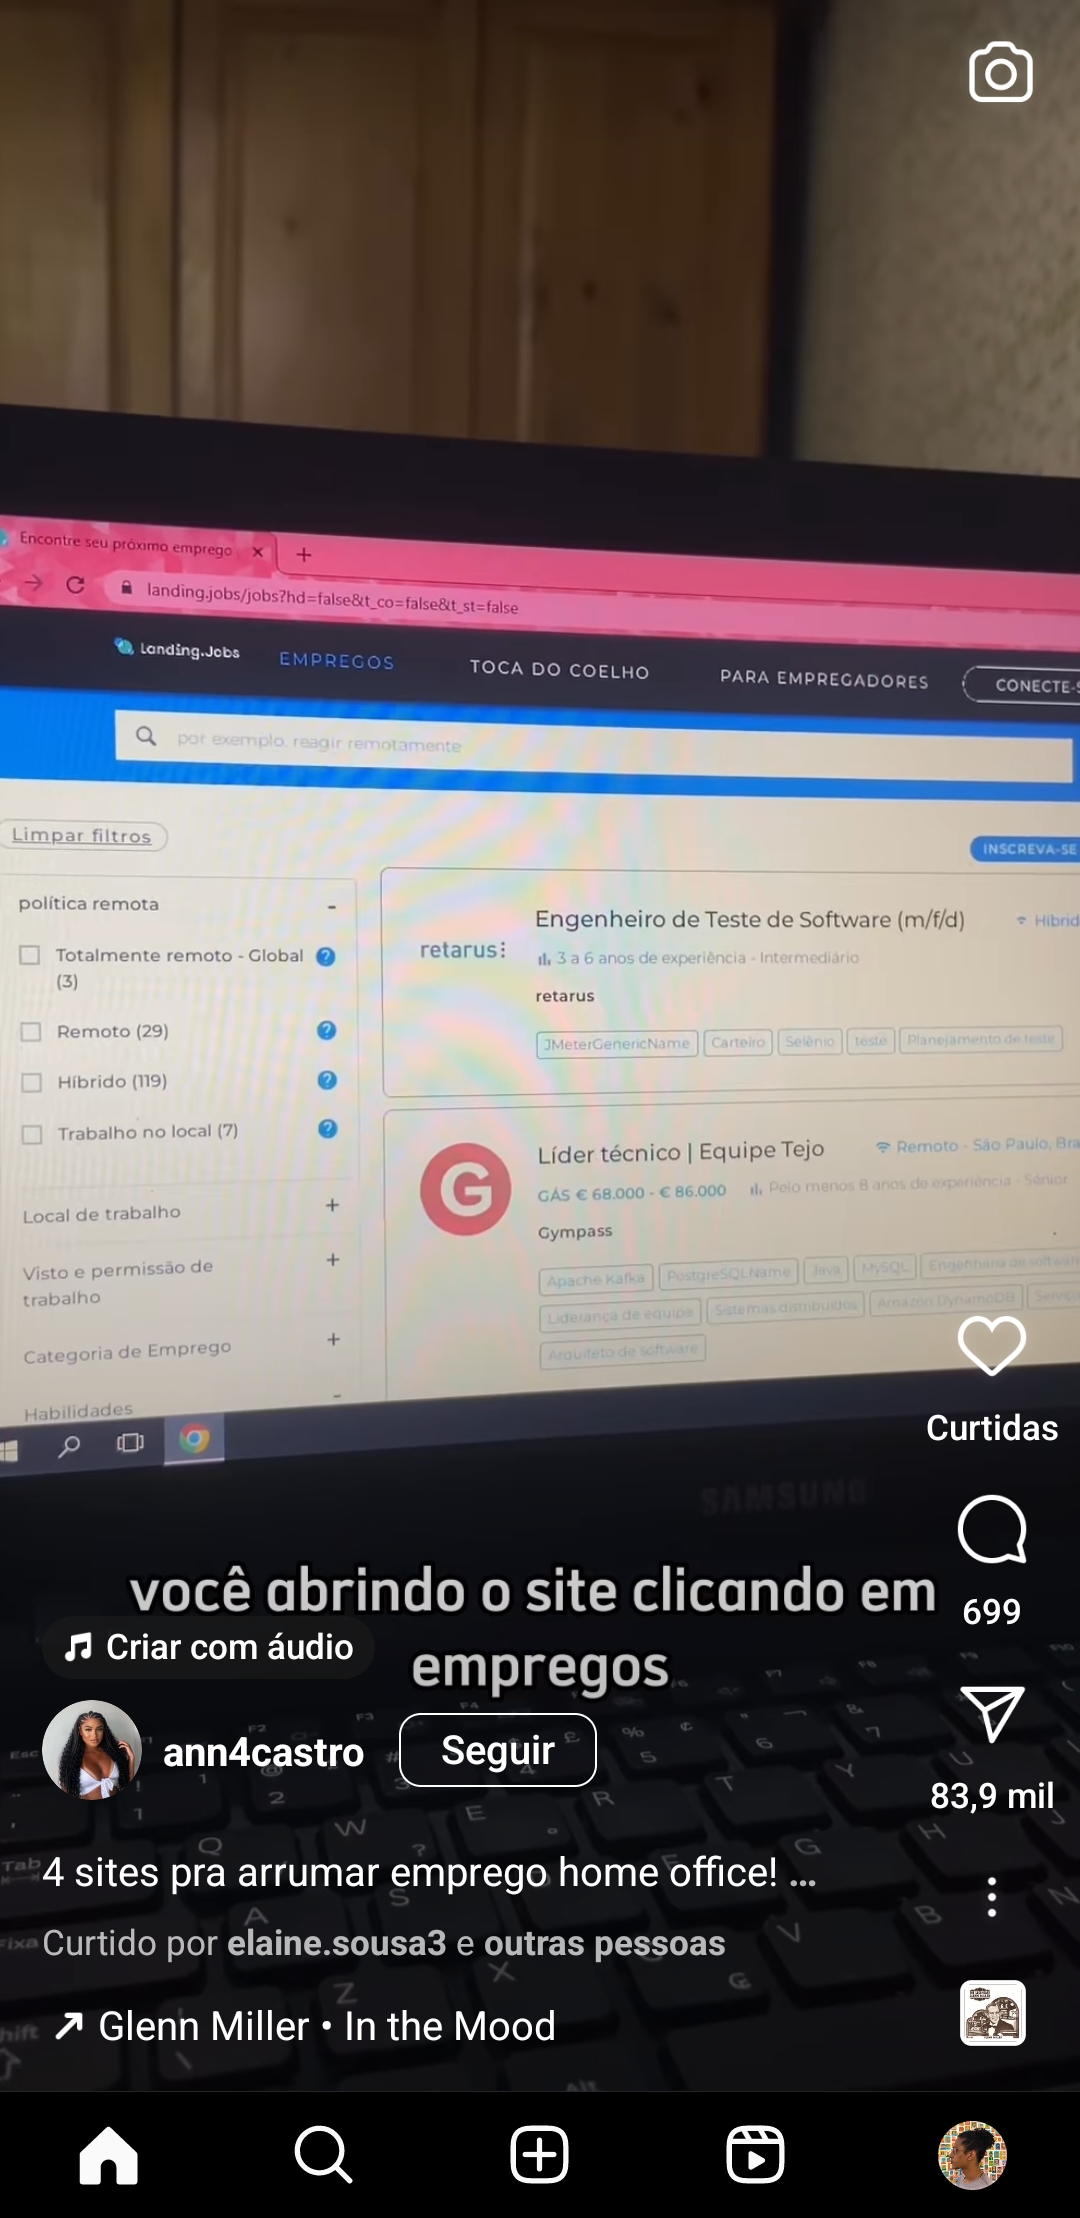 Encontre seu próximo emprego
landing.jobs/jobs?hd=false&t_co=false&t_st=false
Landing.Jobs
EMPREGOS
TOCA DO COELHO
PARA EMPREGADORES
CONECTE-S
por exemplo, reagir remotamente
Limpar filtros
INSCREVA-SE
política remota
Totalmente remoto - Global
(3)
Remoto (29)
Híbrido (119)
Trabalho no local (7)
Local de trabalho
Visto e permissão de
trabalho
Categoria de Emprego
Habilidades
retarus:
Engenheiro de Teste de Software (m/f/d)
Híbrid
3 a 6 anos de experiência - Intermediário
retarus
JMeterGenericName
Carteiro
Selênio
teste
Planejamento de teste
G
Líder técnico | Equipe Tejo
Remoto - São Paulo, Bra
GÁS € 68.000 - € 86.000
Pelo menos 8 anos de experiência - Sênior
Gympass
Apache Kafka
PostgreSQLName
Java
MySQL
Engenharia de softwar
Liderança de equipe
Sistemas distribuídos
Amazon DynamoDB
Serviço
Arquiteto de software
SAMSUNG
Curtidas
você abrindo o site clicando em
empregos
699
Criar com áudio
ann4castro
Seguir
83,9 mil
4 sites pra arrumar emprego home office! ...
Curtido por elaine.sousa3 e outras pessoas
Glenn Miller • In the Mood